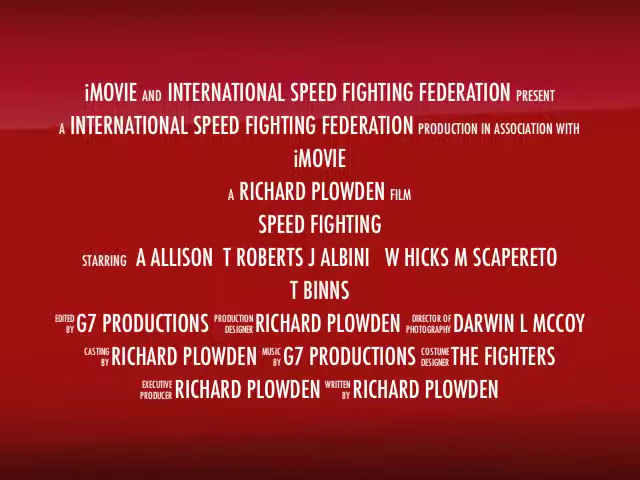 iMOVIE AND INTERNATIONAL SPEED FIGHTING FEDERATION PRESENT
A INTERNATIONAL SPEED FIGHTING FEDERATION PRODUCTION IN ASSOCIATION WITH
iMOVIE
A RICHARD PLOWDEN FILM
SPEED FIGHTING
STARRING A ALLISON T ROBERTS J ALBINI W HICKS M SCAPERETO
T BINNS
EDITED BY G7 PRODUCTIONS PRODUCTION DESIGNER RICHARD PLOWDEN DIRECTOR OF PHOTOGRAPHY DARWIN L MCCOY
CASTING BY RICHARD PLOWDEN MUSIC BY G7 PRODUCTIONS COSTUME DESIGNER THE FIGHTERS
EXECUTIVE PRODUCER RICHARD PLOWDEN WRITTEN BY RICHARD PLOWDEN